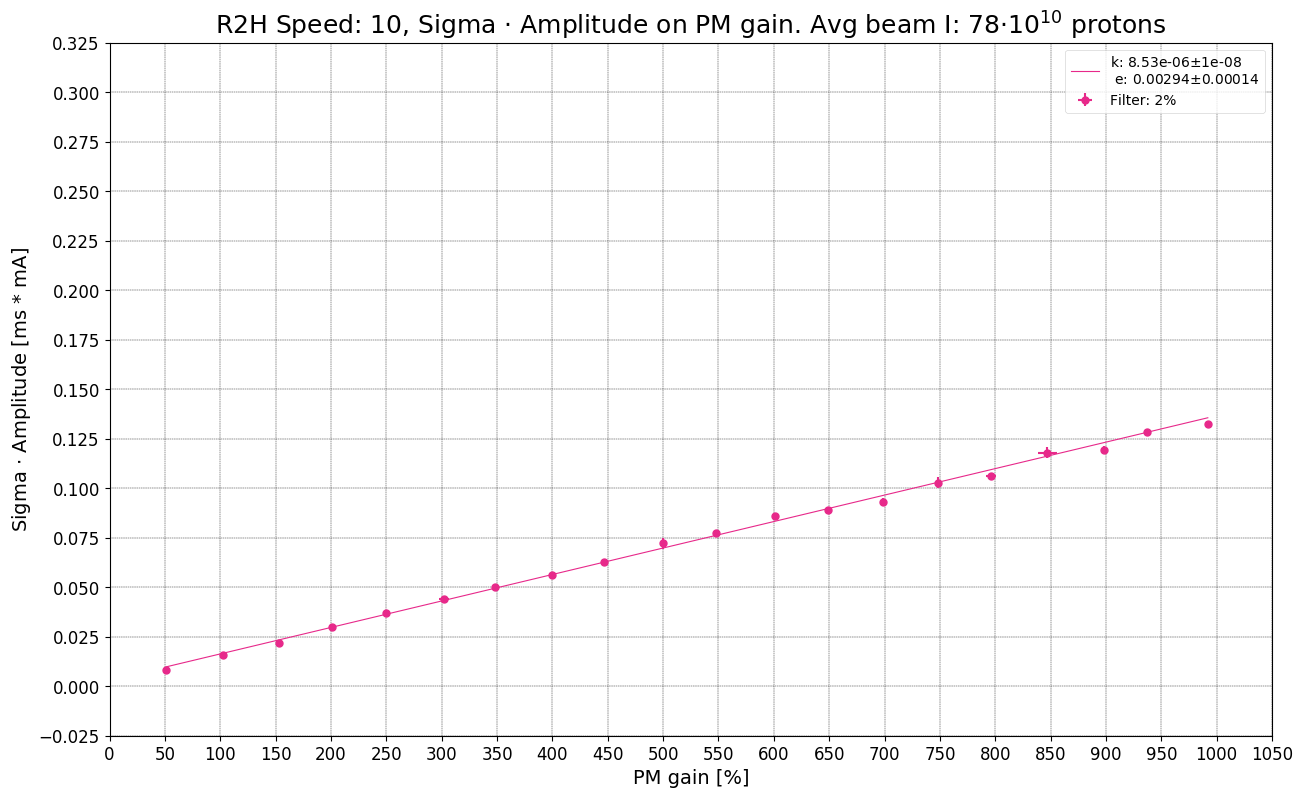 R2H Speed: 10, Sigma · Amplitude on PM gain. Avg beam I: 78·10^10 protons
k: 8.53e-06±1e-08
e: 0.00294±0.00014
Filter: 2%
Sigma · Amplitude [ms * mA]
0.325
0.300
0.275
0.250
0.225
0.200
0.175
0.150
0.125
0.100
0.075
0.050
0.025
0.000
−0.025
0 50 100 150 200 250 300 350 400 450 500 550 600 650 700 750 800 850 900 950 1000 1050
PM gain [%]